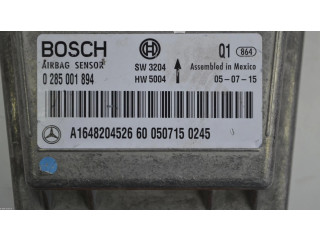 BOSCH SW 3204 Q1 864
AIRBAG SENSOR HW 5004 Assembled in Mexico
0 285 001 894 05-07-15
A1648204526 60 050715 0245